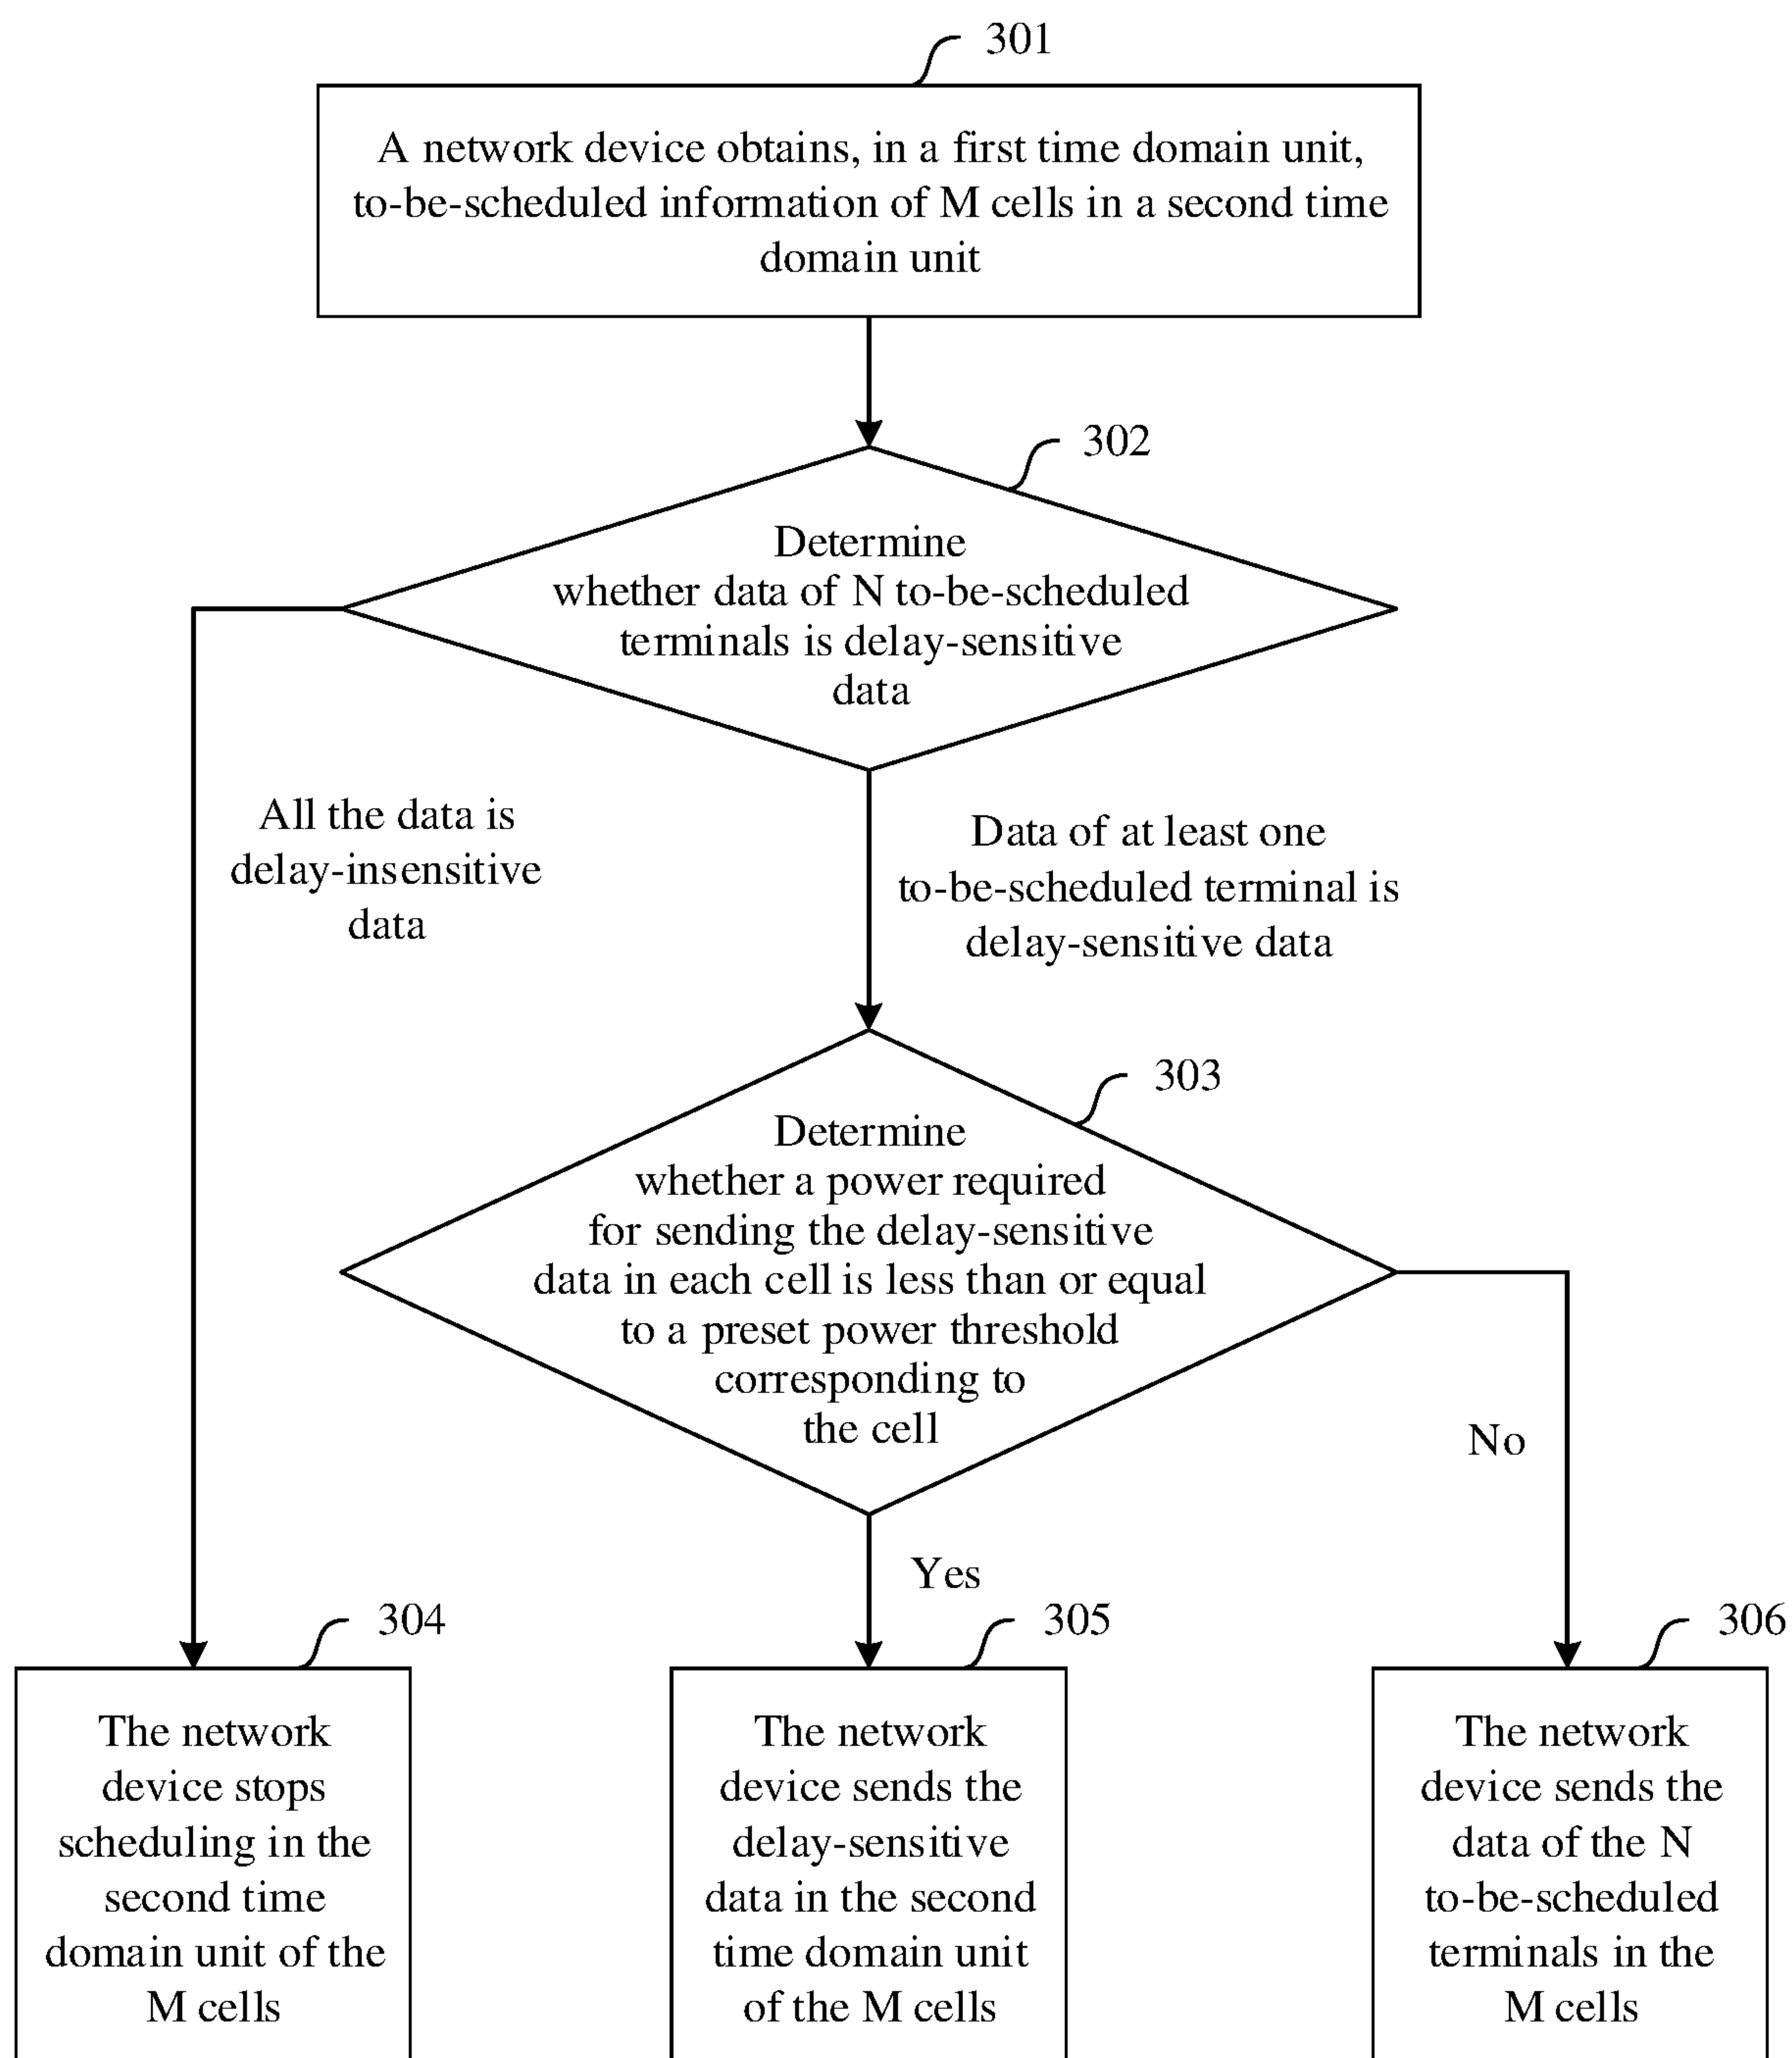 301
A network device obtains, in a first time domain unit,
to-be-scheduled information of M cells in a second time
domain unit
302
Determine
whether data of N to-be-scheduled
terminals is delay-sensitive
data
All the data is
delay-insensitive
data
Data of at least one
to-be-scheduled terminal is
delay-sensitive data
303
Determine
whether a power required
for sending the delay-sensitive
data in each cell is less than or equal
to a preset power threshold
corresponding to
the cell
No
Yes
304
The network
device stops
scheduling in the
second time
domain unit of the
M cells
305
The network
device sends the
delay-sensitive
data in the second
time domain unit
of the M cells
306
The network
device sends the
data of the N
to-be-scheduled
terminals in the
M cells